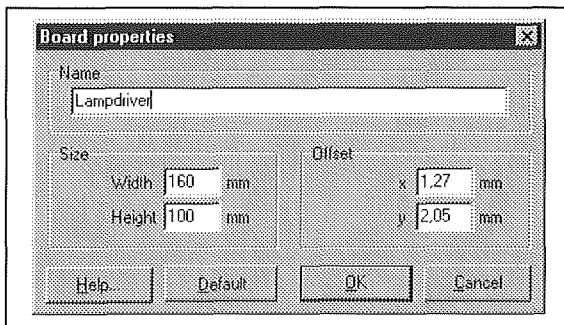 Board properties
Name
Lampdriver
Size
Width 160 mm
Height 100 mm
Offset
x 1,27 mm
y 2,05 mm
Help... Default OK Cancel